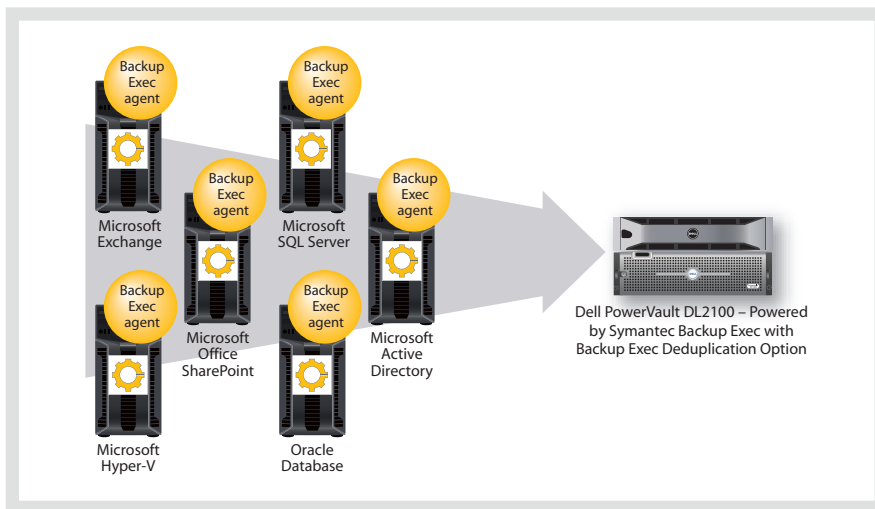 Backup
Exec
agent
Microsoft
Exchange
Backup
Exec
agent
Microsoft
SQL Server
Backup
Exec
agent
Microsoft
Office
SharePoint
Backup
Exec
agent
Microsoft
Active
Directory
Backup
Exec
agent
Microsoft
Hyper-V
Backup
Exec
agent
Oracle
Database
Dell PowerVault DL2100 – Powered
by Symantec Backup Exec with
Backup Exec Deduplication Option